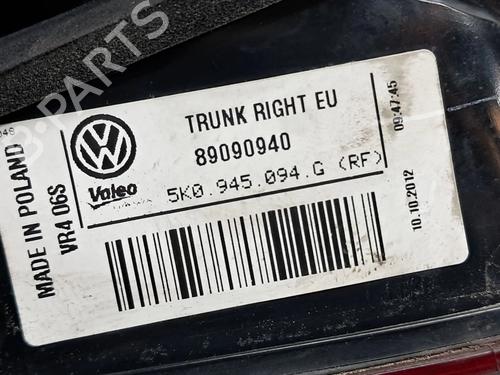 TRUNK RIGHT EU
89090940
Valeo
5K0.945.094.G (RF)
MADE IN POLAND
VR4 06S
09:47:45
10.10.2012
B-PARTS